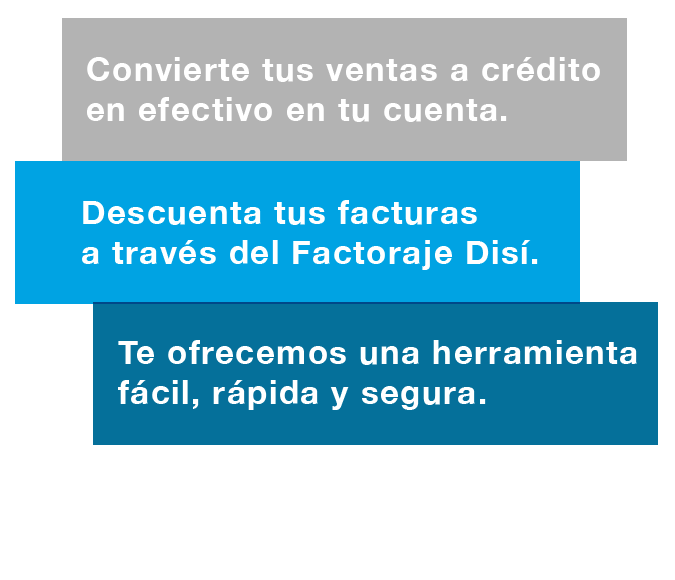 Convierte tus ventas a crédito
en efectivo en tu cuenta.
Descuenta tus facturas
a través del Factoraje Disí.
Te ofrecemos una herramienta
fácil, rápida y segura.